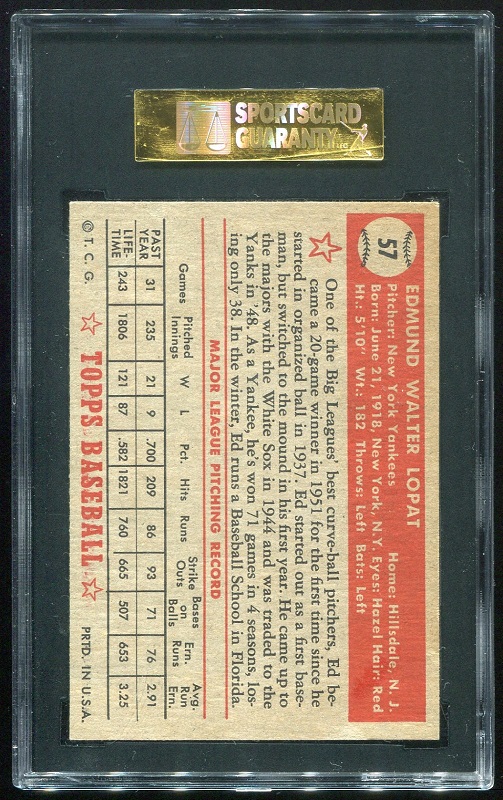 SPORTSCARD
GUARANTY LLC
57
EDMUND WALTER LOPAT
Pitcher: New York Yankees Home: Hillsdale, N. J.
Born: June 21, 1918, New York, N.Y. Eyes: Hazel Hair: Red
Ht.: 5'10" Wt.: 182, Throws: Left Bats: Left
One of the Big Leagues' best curve-ball pitchers, Ed be-
came a 20-game winner in 1951 for the first time since he
started in organized ball in 1937. Ed started out as a first base-
man, but switched to the mound in his first year. He came up to
the majors with the White Sox in 1944 and was traded to the
Yanks in '48. As a Yankee, he's won 71 games in 4 seasons, los-
ing only 38. In the winter, Ed runs a Baseball School in Florida.
MAJOR LEAGUE PITCHING RECORD
Games Pitched Innings W L Pct. Hits Runs Strike Outs Bases on Balls Ern. Runs Avg. Run Ern.
PAST YEAR 31 235 21 9 .700 209 86 93 71 76 2.91
LIFE-TIME 243 1806 121 87 .582 1821 760 665 507 653 3.25
© T. C. G. TOPPS BASEBALL PRTD. IN U.S.A.